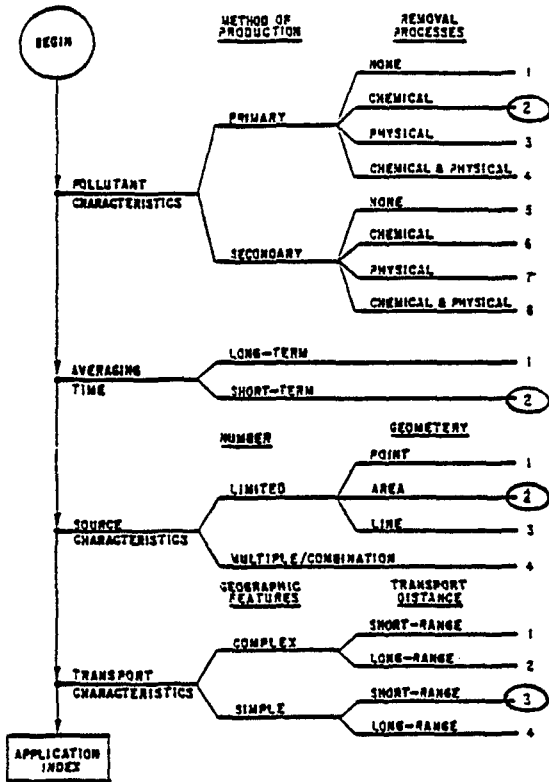 BEGIN
METHOD OF
PRODUCTION
REMOVAL
PROCESSES
NONE 1
CHEMICAL 2
PRIMARY
PHYSICAL 3
CHEMICAL & PHYSICAL 4
POLLUTANT
CHARACTERISTICS
NONE 5
CHEMICAL 6
SECONDARY
PHYSICAL 7
CHEMICAL & PHYSICAL 8
LONG-TERM 1
AVERAGING
TIME
SHORT-TERM 2
NUMBER
GEOMETERY
POINT 1
LIMITED
AREA 2
LINE 3
SOURCE
CHARACTERISTICS
MULTIPLE/COMBINATION 4
GEOGRAPHIC
FEATURES
TRANSPORT
DISTANCE
SHORT-RANGE 1
COMPLEX
LONG-RANGE 2
TRANSPORT
CHARACTERISTICS
SHORT-RANGE 3
SIMPLE
LONG-RANGE 4
APPLICATION
INDEX